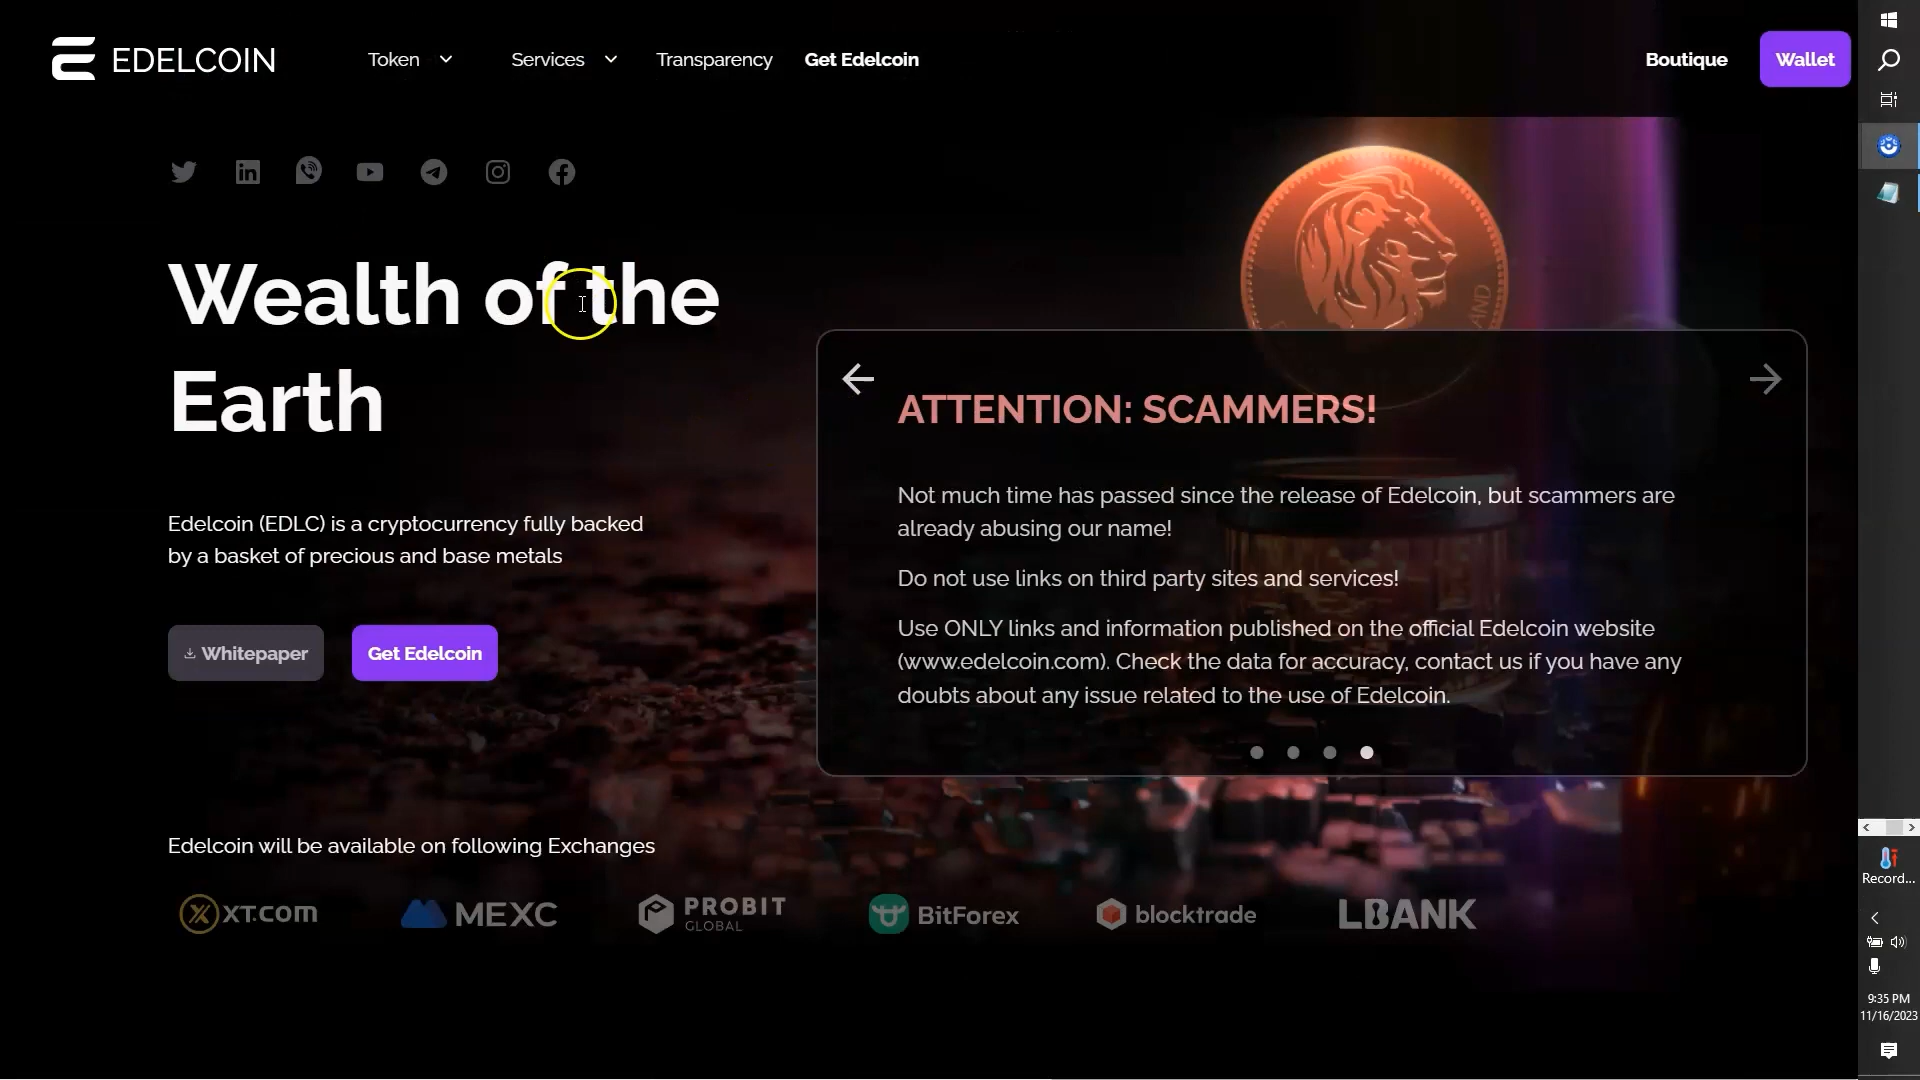 EDELCOIN
Token
Services
Transparency
Get Edelcoin
Boutique
Wallet
Wealth of the
Earth
Edelcoin (EDLC) is a cryptocurrency fully backed
by a basket of precious and base metals
Whitepaper
Get Edelcoin
AND
ATTENTION: SCAMMERS!
Not much time has passed since the release of Edelcoin, but scammers are
already abusing our name!
Do not use links on third party sites and services!
Use ONLY links and information published on the official Edelcoin website
(www.edelcoin.com). Check the data for accuracy, contact us if you have any
doubts about any issue related to the use of Edelcoin.
Edelcoin will be available on following Exchanges
XT.COM
MEXC
PROBIT
GLOBAL
BitForex
blocktrade
LBANK
Record...
9:35 PM
11/16/2023